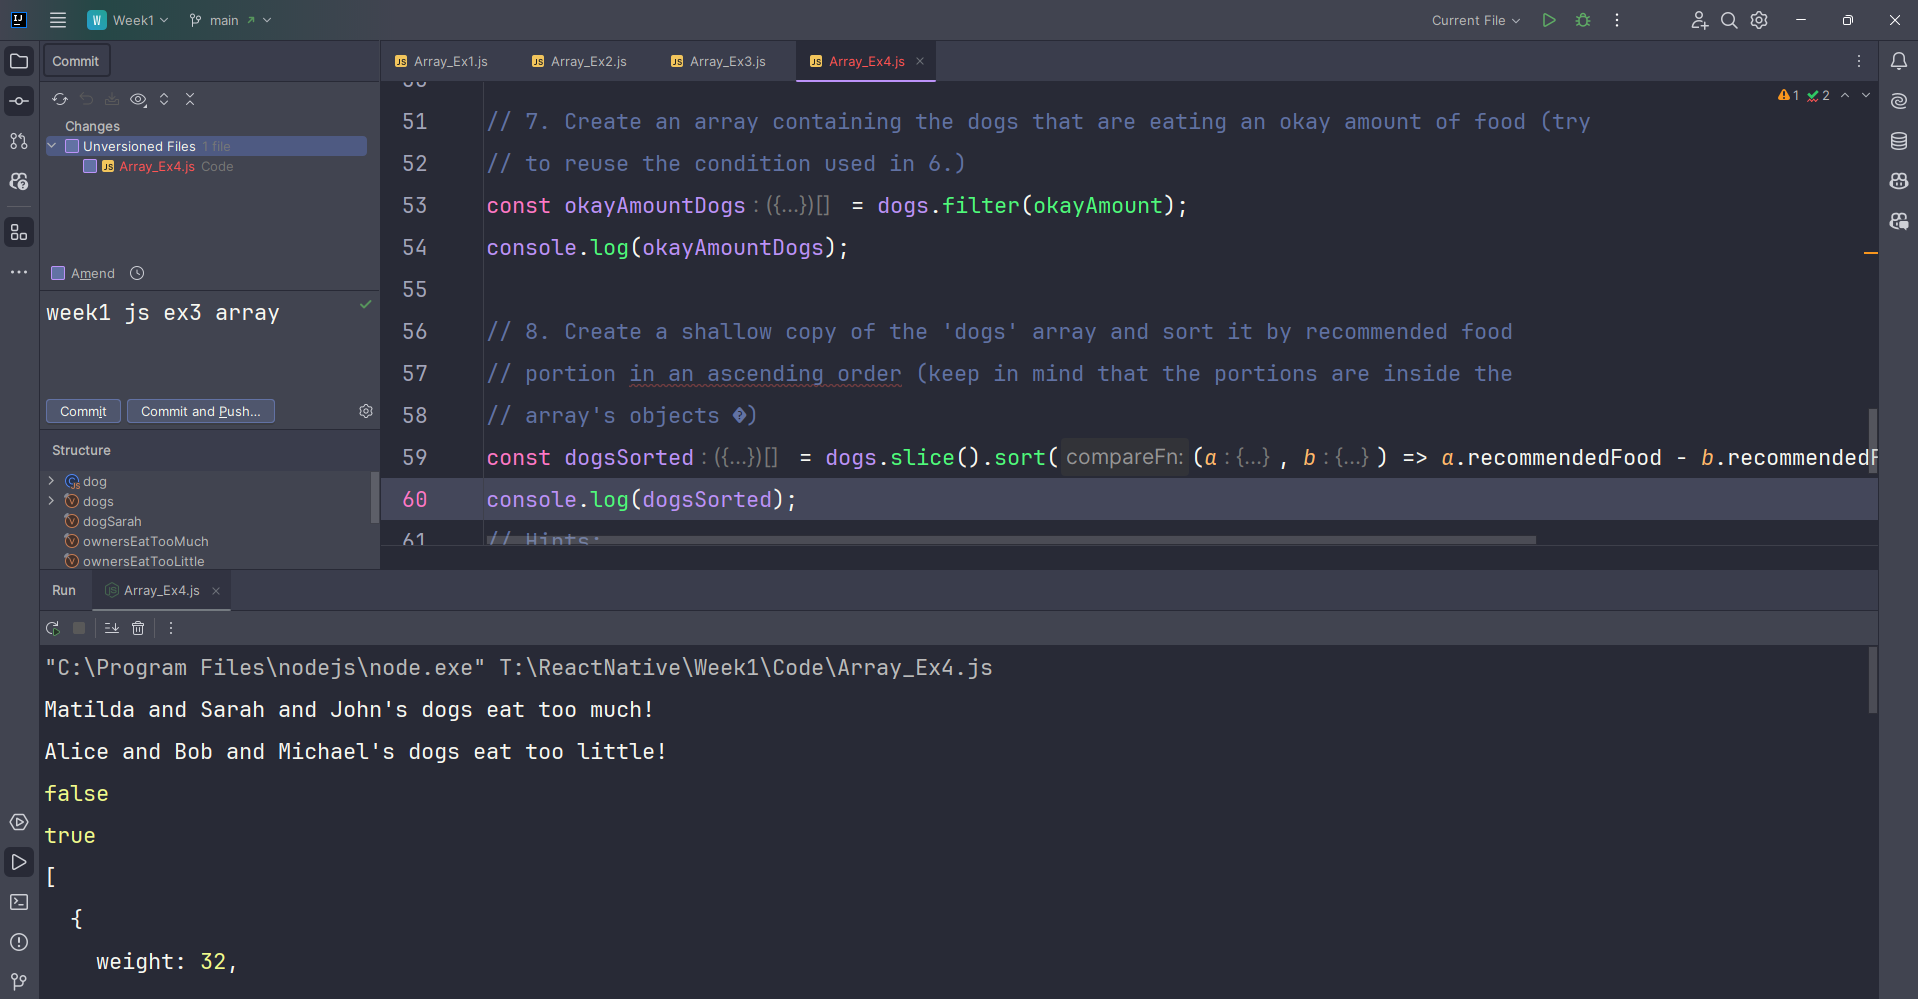 W Week1 main Current File
Commit
Array_Ex1.js Array_Ex2.js Array_Ex3.js Array_Ex4.js
Changes
Unversioned Files 1 file
Array_Ex4.js Code
Amend
week1 js ex3 array
Commit Commit and Push...
Structure
dog
dogs
dogSarah
ownersEatTooMuch
ownersEatTooLittle
1 2
51 // 7. Create an array containing the dogs that are eating an okay amount of food (try
52 // to reuse the condition used in 6.)
53 const okayAmountDogs : ({...})[] = dogs.filter(okayAmount);
54 console.log(okayAmountDogs);
55
56 // 8. Create a shallow copy of the 'dogs' array and sort it by recommended food
57 // portion in an ascending order (keep in mind that the portions are inside the
58 // array's objects �)
59 const dogsSorted : ({...})[] = dogs.slice().sort( compareFn: (a : {...} , b : {...} ) => a.recommendedFood - b.recommendedF
60 console.log(dogsSorted);
61 // Hints:
Run Array_Ex4.js
"C:\Program Files\nodejs\node.exe" T:\ReactNative\Week1\Code\Array_Ex4.js
Matilda and Sarah and John's dogs eat too much!
Alice and Bob and Michael's dogs eat too little!
false
true
[
{
weight: 32,